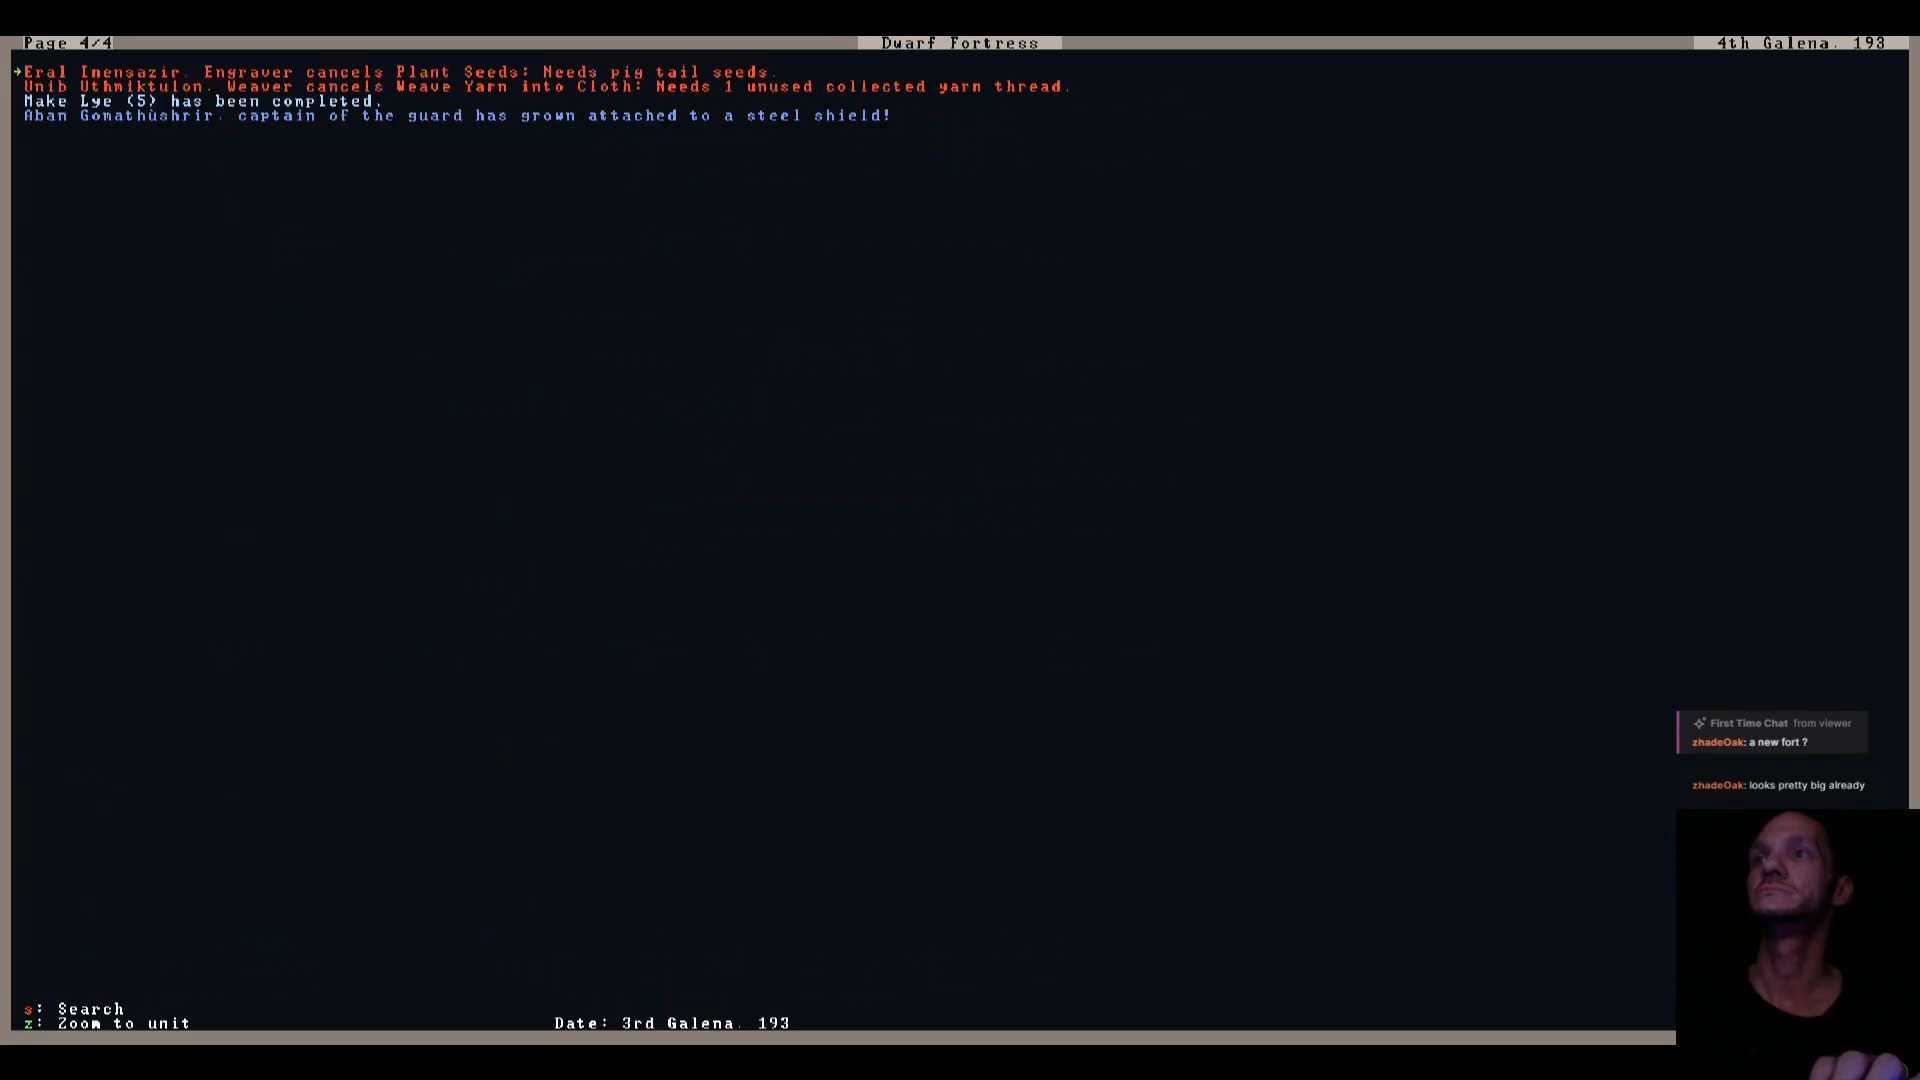 Page 4/4
Dwarf Fortress
4th Galena, 193
Eral Inensazir, Engraver cancels Plant Seeds: Needs pig tail seeds.
Unib Uthmiktulon, Weaver cancels Weave Yarn into Cloth: Needs 1 unused collected yarn thread.
Make Lye (5) has been completed.
Aban Gomathùshrir, captain of the guard has grown attached to a steel shield!
First Time Chat from viewer
zhadeOak: a new fort ?
zhadeOak: looks pretty big already
s: Search
z: Zoom to unit
Date: 3rd Galena, 193